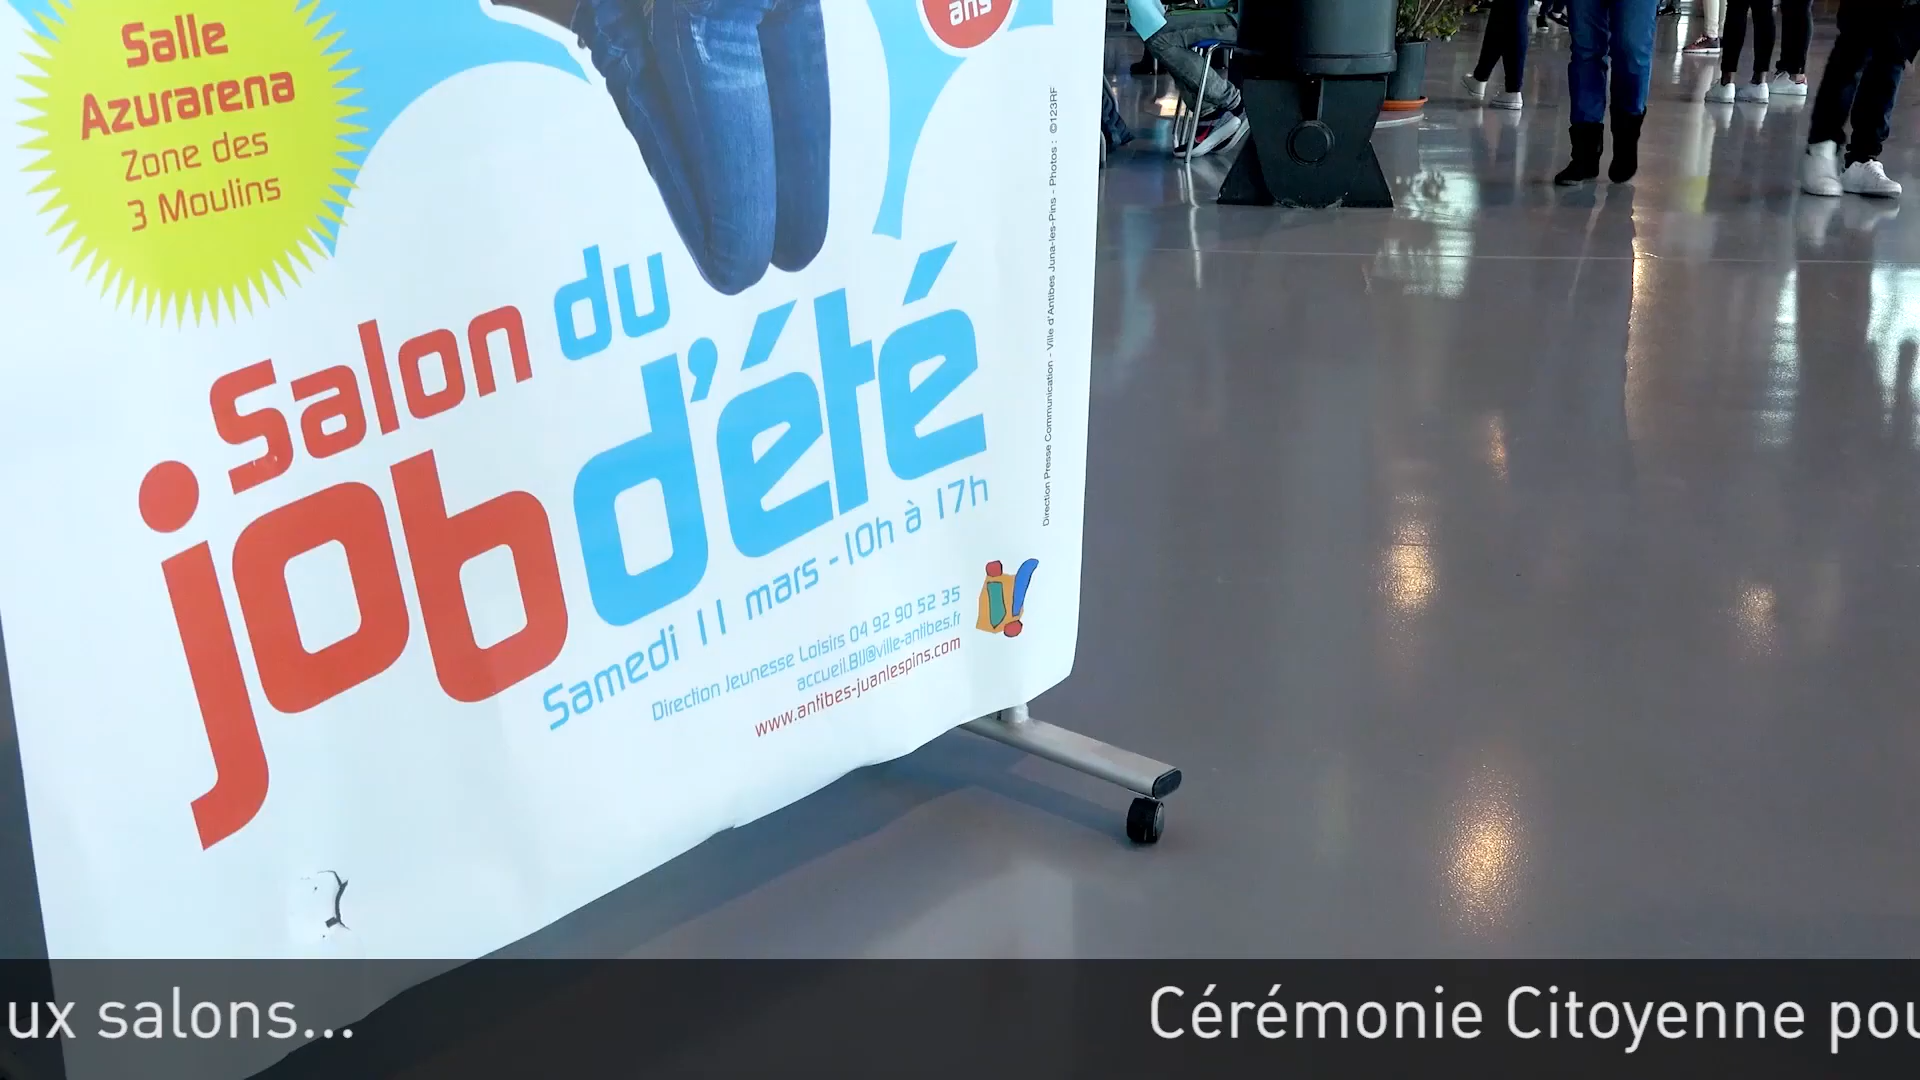 Salle
Azurarena
Zone des
3 Moulins
ans
Salon du
job d'été
Samedi 11 mars - 10h à 17h
Direction Jeunesse Loisirs 04 92 90 52 35
accueil.BIJ@ville-antibes.fr
www.antibes-juanlespins.com
Direction Presse Communication - Ville d'Antibes Juna-les-Pins - Photos : ©123RF
ux salons...
Cérémonie Citoyenne pou